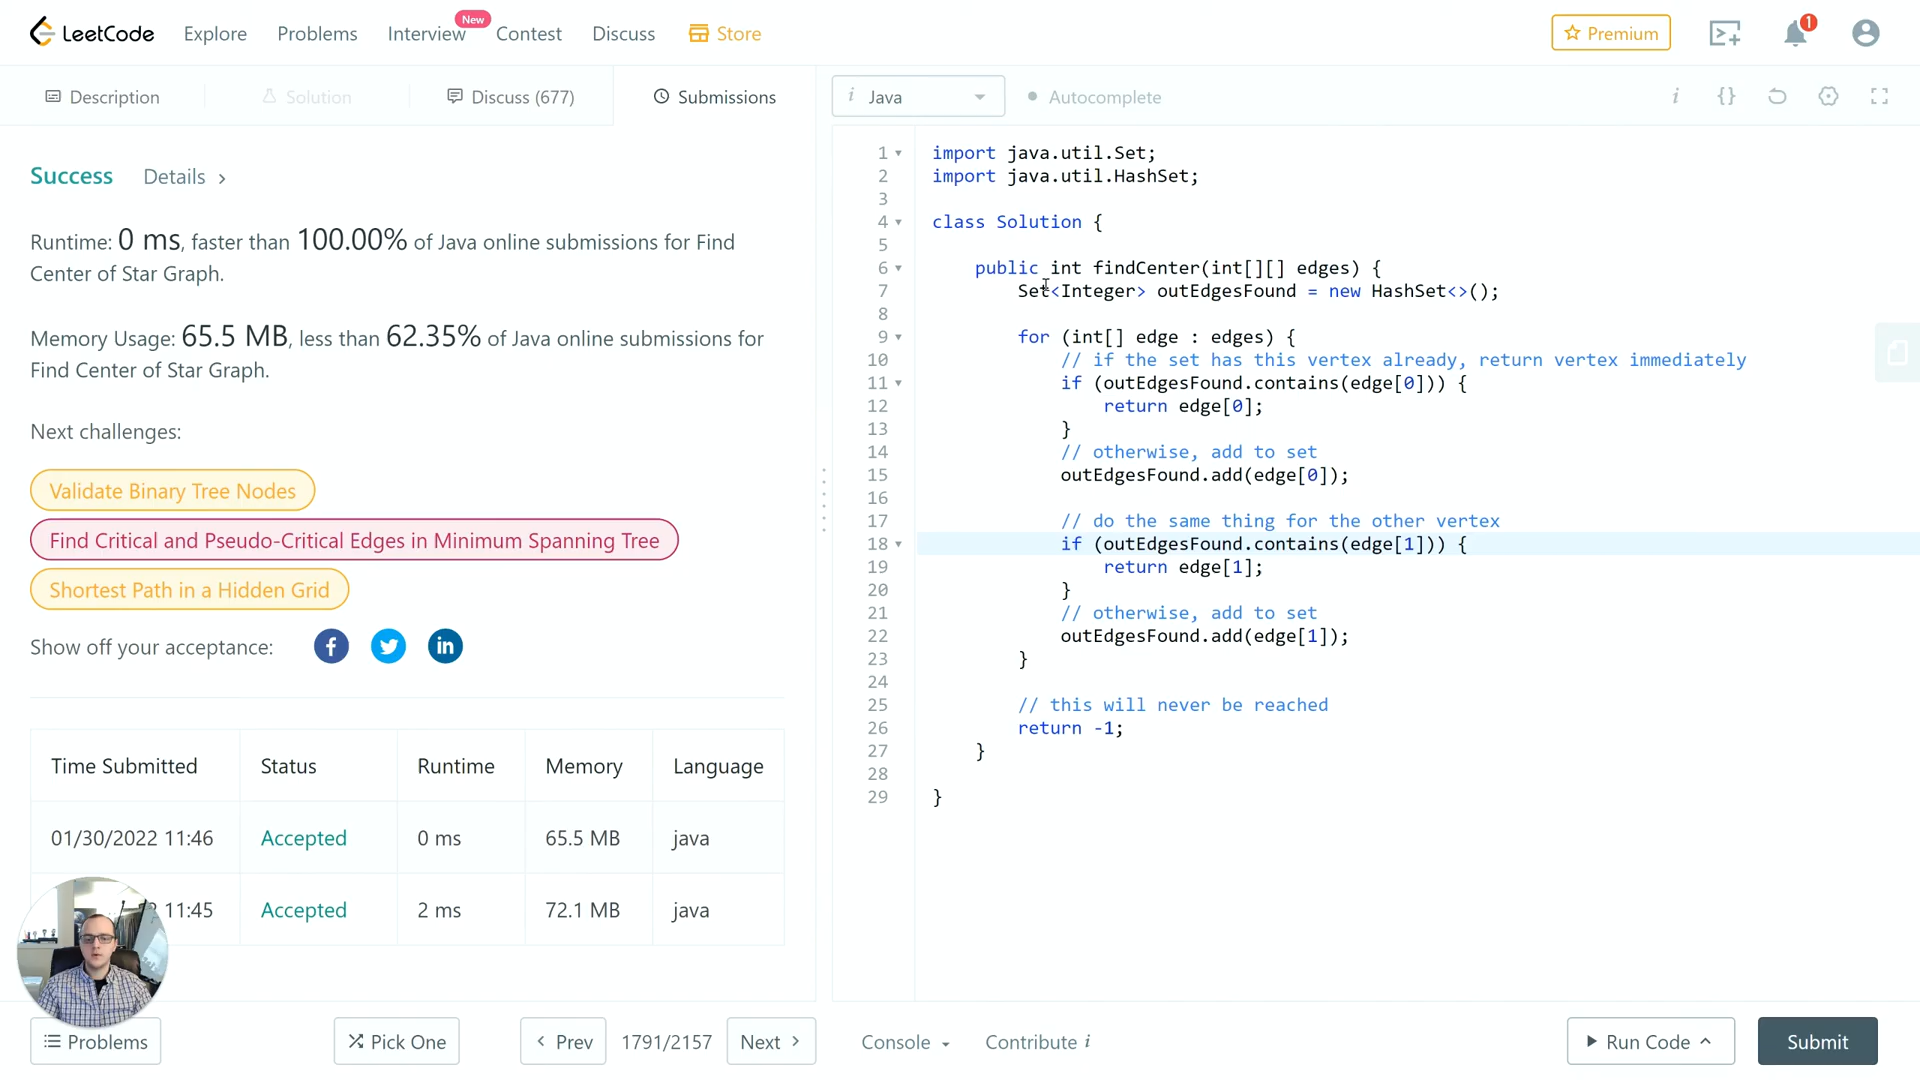 LeetCode Explore Problems Interview New Contest Discuss Store Premium 1
Description Solution Discuss (677) Submissions
i Java Autocomplete i {}
Success Details >
Runtime: 0 ms, faster than 100.00% of Java online submissions for Find
Center of Star Graph.
Memory Usage: 65.5 MB, less than 62.35% of Java online submissions for
Find Center of Star Graph.
Next challenges:
Validate Binary Tree Nodes
Find Critical and Pseudo-Critical Edges in Minimum Spanning Tree
Shortest Path in a Hidden Grid
Show off your acceptance: f in
Time Submitted Status Runtime Memory Language
01/30/2022 11:46 Accepted 0 ms 65.5 MB java
11:45 Accepted 2 ms 72.1 MB java
1 import java.util.Set;
2 import java.util.HashSet;
3
4 class Solution {
5
6 public int findCenter(int[][] edges) {
7 Set<Integer> outEdgesFound = new HashSet<>();
8
9 for (int[] edge : edges) {
10 // if the set has this vertex already, return vertex immediately
11 if (outEdgesFound.contains(edge[0])) {
12 return edge[0];
13 }
14 // otherwise, add to set
15 outEdgesFound.add(edge[0]);
16
17 // do the same thing for the other vertex
18 if (outEdgesFound.contains(edge[1])) {
19 return edge[1];
20 }
21 // otherwise, add to set
22 outEdgesFound.add(edge[1]);
23 }
24
25 // this will never be reached
26 return -1;
27 }
28
29 }
Problems Pick One < Prev 1791/2157 Next > Console Contribute i Run Code Submit